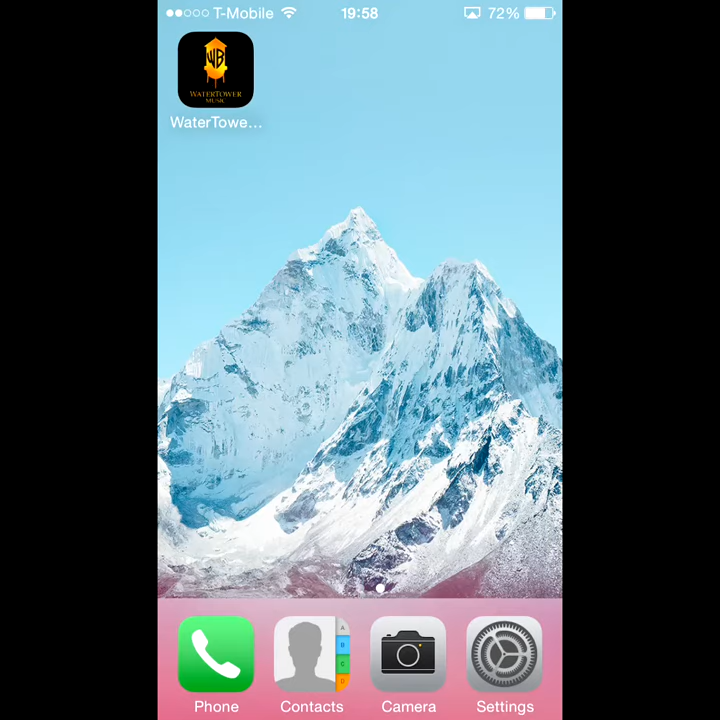 T-Mobile 19:58 72%
WB
WATERTOWER
MUSIC
WaterTowe...
A
B
C
D
Phone Contacts Camera Settings